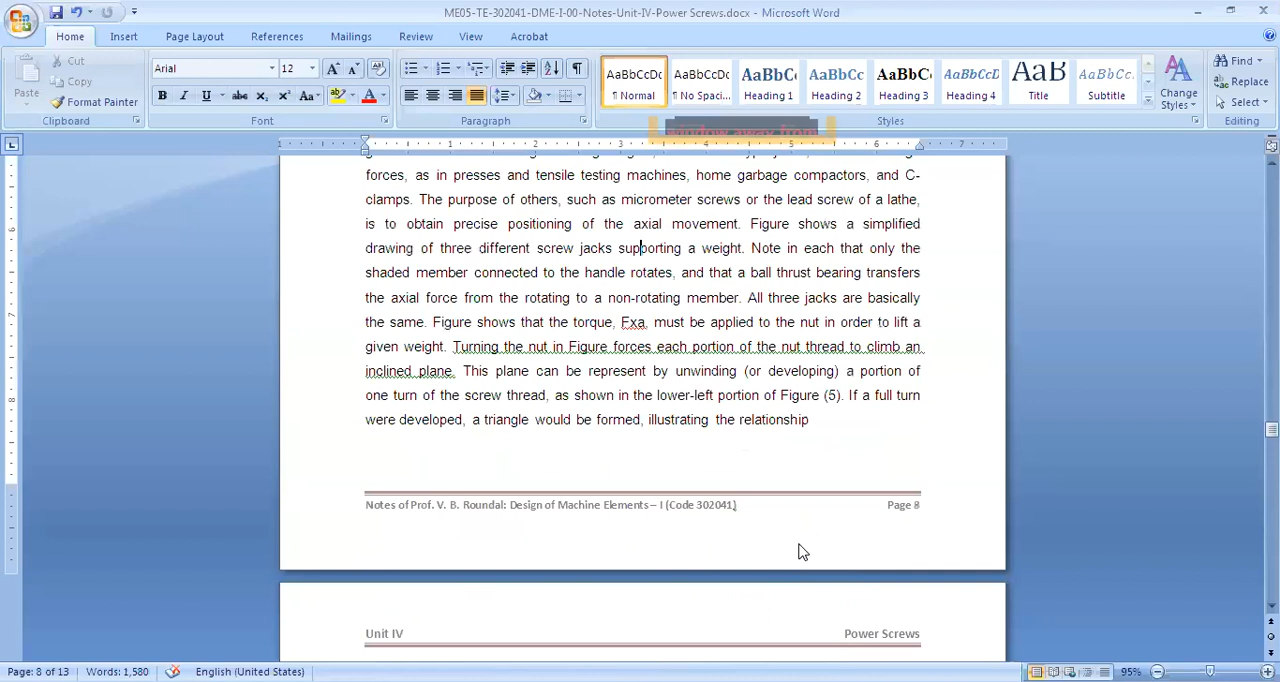 ME05-TE-302041-DME-I-00-Notes-Unit-IV-Power Screws.docx - Microsoft Word
Home Insert Page Layout References Mailings Review View Acrobat
Paste
Cut
Copy
Format Painter
Clipboard
Arial 12
Font
Paragraph
AaBbCcDc AaBbCcDc AaBbC AaBbCc AaBbCc AaBbCcD AaB AaBbCcD
¶ Normal ¶ No Spaci... Heading 1 Heading 2 Heading 3 Heading 4 Title Subtitle
Styles
Change Styles
Find
Replace
Select
Editing
window away from
forces, as in presses and tensile testing machines, home garbage compactors, and C-
clamps. The purpose of others, such as micrometer screws or the lead screw of a lathe,
is to obtain precise positioning of the axial movement. Figure shows a simplified
drawing of three different screw jacks supporting a weight. Note in each that only the
shaded member connected to the handle rotates, and that a ball thrust bearing transfers
the axial force from the rotating to a non-rotating member. All three jacks are basically
the same. Figure shows that the torque, Fxa, must be applied to the nut in order to lift a
given weight. Turning the nut in Figure forces each portion of the nut thread to climb an
inclined plane. This plane can be represent by unwinding (or developing) a portion of
one turn of the screw thread, as shown in the lower-left portion of Figure (5). If a full turn
were developed, a triangle would be formed, illustrating the relationship
Notes of Prof. V. B. Roundal: Design of Machine Elements – I (Code 302041) Page 8
Unit IV Power Screws
Page: 8 of 13 Words: 1,580 English (United States) 95%